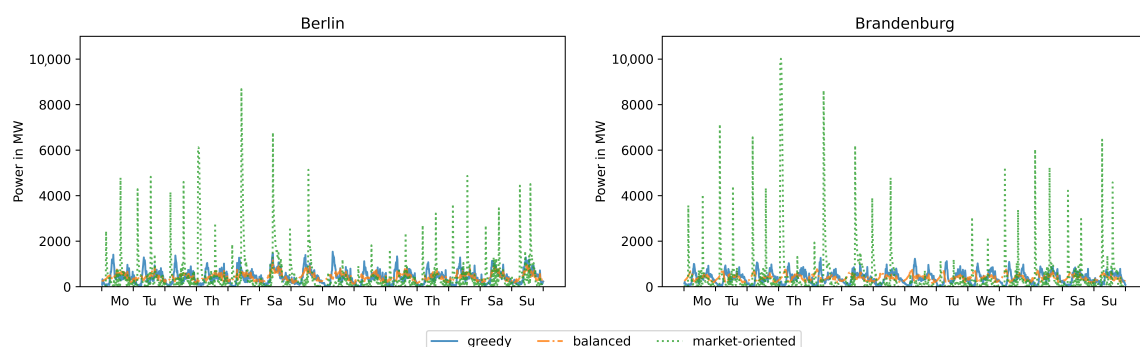 Berlin
Power in MW
10,000
8000
6000
4000
2000
0
Mo Tu We Th Fr Sa Su Mo Tu We Th Fr Sa Su
Brandenburg
Power in MW
10,000
8000
6000
4000
2000
0
Mo Tu We Th Fr Sa Su Mo Tu We Th Fr Sa Su
greedy balanced market-oriented